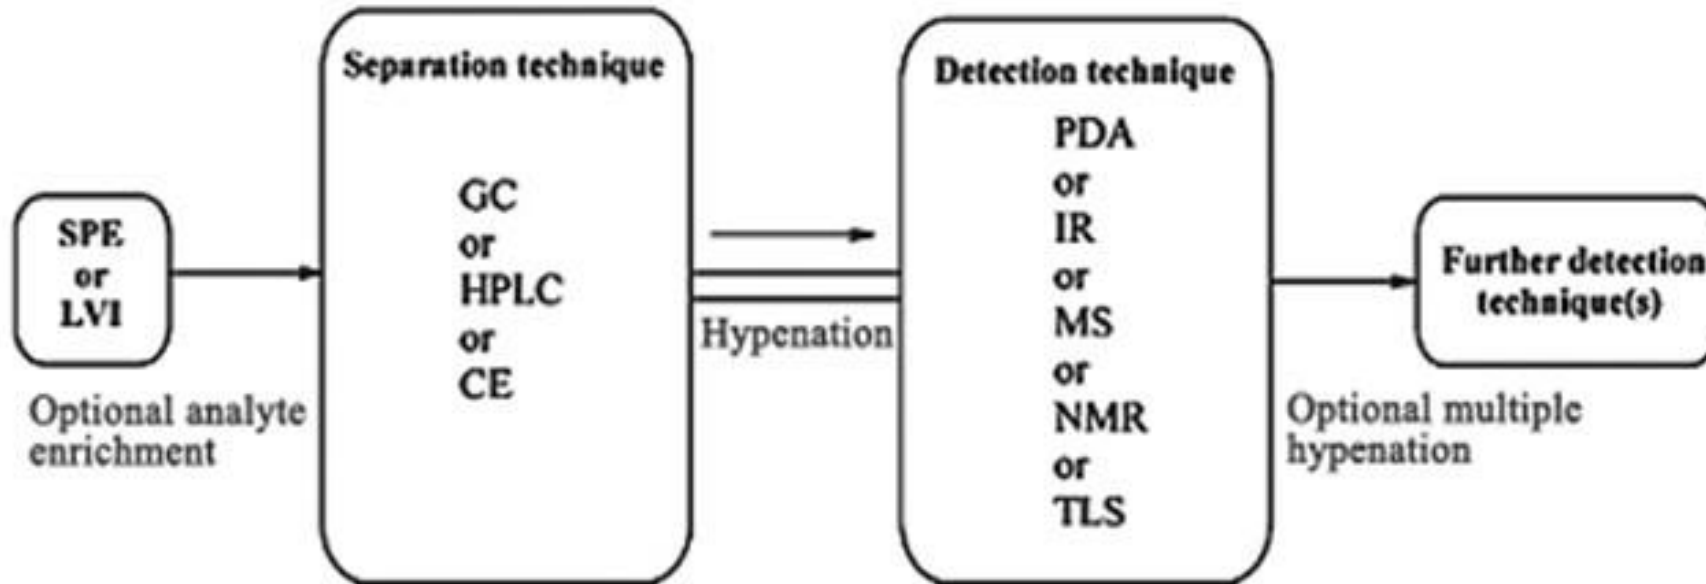 SPE
or
LVI
Optional analyte
enrichment
Separation technique
GC
or
HPLC
or
CE
Hypenation
Detection technique
PDA
or
IR
or
MS
or
NMR
or
TLS
Optional multiple
hypenation
Further detection
technique(s)